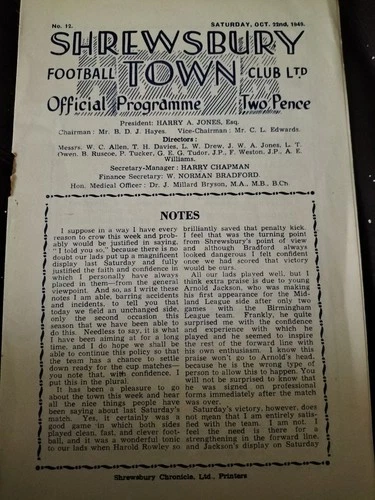 No. 12.
SATURDAY, OCT. 22nd, 1949.
SHREWSBURY
FOOTBALL TOWN CLUB LTD
Official Programme Two Pence
President: HARRY A. JONES, Esq.
Chairman: Mr. B. D. J. Hayes. Vice-Chairman: Mr. C. L. Edwards.
Directors:
Messrs. W. C. Allen, T. H. Davies, L. W. Drew, J. W. A. Jones, L. T.
Owen, B. Ruscoe, P. Tucker, G. E. G. Tudor, J.P., F. Weston, J.P., A. E.
Williams.
Secretary-Manager: HARRY CHAPMAN
Finance Secretary: W. NORMAN BRADFORD
Hon. Medical Officer: Dr. J. Millard Bryson, M.A., M.B., B.Ch.
NOTES
I suppose in a way I have every
reason to crow this week and prob-
ably would be justified in saying,
"I told you so," because there is no
doubt our lads put up a magnificent
display last Saturday and fully
justified the faith and confidence in
which I personally have always
placed in them—from the general
viewpoint. And so, as I write these
notes I am able, barring accidents
and incidents, to tell you that
today we field an unchanged side,
only the second occasion this
season that we have been able to
do this. Needless to say, it is what
I have been aiming at for a long
time, and I do hope we shall be
able to continue this policy so that
the team has a chance to settle
down ready for the cup matches—
you note that, with confidence, I
put this in the plural.
It has been a pleasure to go
about the town this week and hear
all the nice things people have
been saying about last Saturday's
match. Yes, it certainly was a
good game in which both sides
played clean, fast, and clever foot-
ball, and it was a wonderful tonic
to our lads when Harold Rowley so
brilliantly saved that penalty kick.
I feel that was the turning point
from Shrewsbury's point of view
and although Bradford always
looked dangerous I felt confident
once we had scored that victory
would be ours.
All our lads played well, but I
think extra praise is due to young
Arnold Jackson, who was making
his first appearance for the Mid-
land League side after only two
games with the Birmingham
League team. Frankly, he quite
surprised me with the confidence
and experience with which he
played and he seemed to inspire
the rest of the forward line with
his own enthusiasm. I know this
praise won't go to Arnold's head,
because he is the wrong type of
person to allow this to happen. You
will not be surprised to know that
he was signed on professional
forms immediately after the match
was over.
Saturday's victory, however, does
not mean that I am entirely satis-
fied with the team. I am not. I
feel the need is there for a
strengthening in the forward line,
and Jackson's display on Saturday
Shrewsbury Chronicle, Ltd., Printers